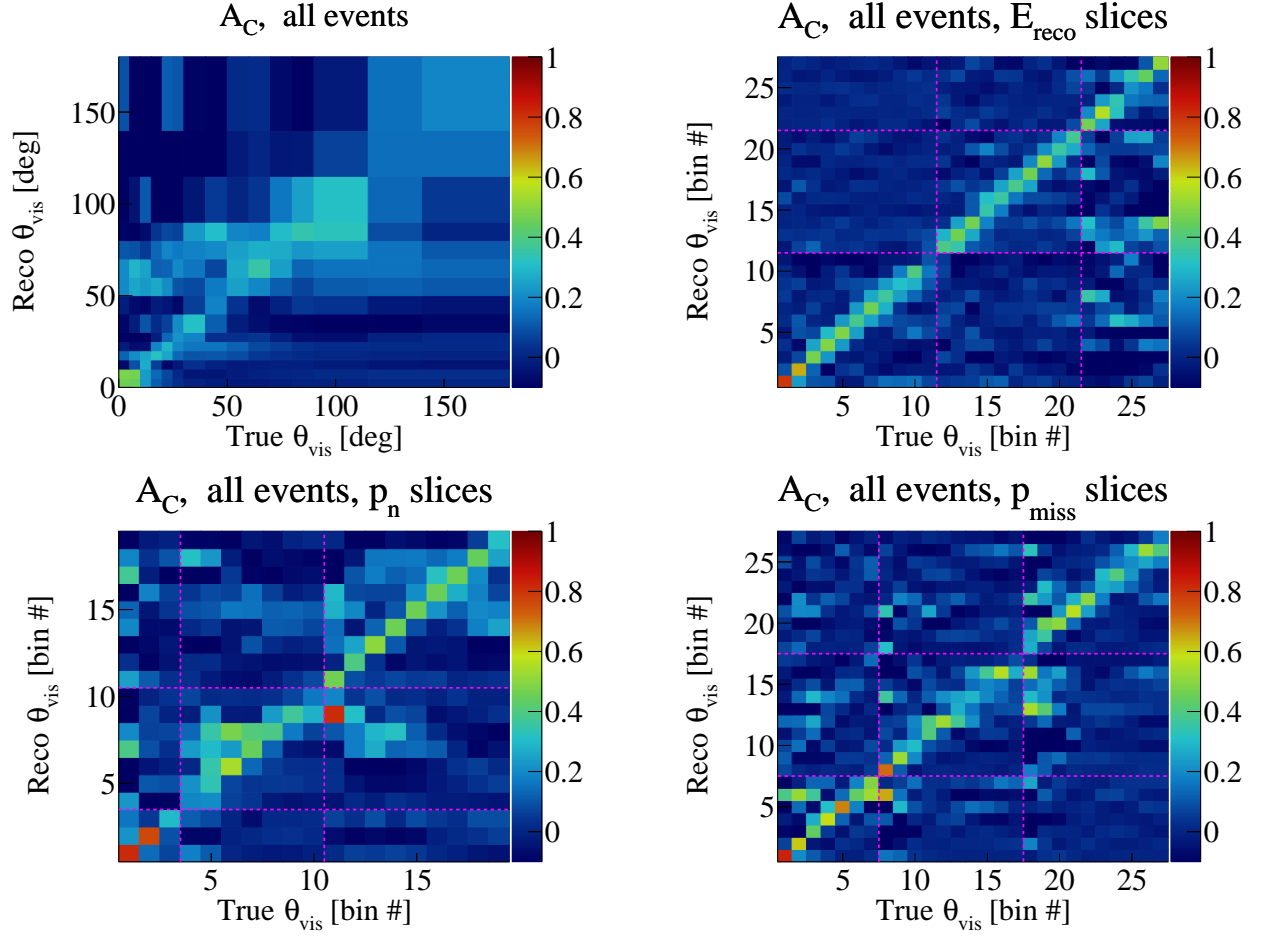 A_C, all events
Reco θ_vis [deg]
150
100
50
0
0 50 100 150
True θ_vis [deg]
1
0.8
0.6
0.4
0.2
0
A_C, all events, E_reco slices
Reco θ_vis [bin #]
25
20
15
10
5
5 10 15 20 25
True θ_vis [bin #]
1
0.8
0.6
0.4
0.2
0
A_C, all events, p_n slices
Reco θ_vis [bin #]
15
10
5
5 10 15
True θ_vis [bin #]
1
0.8
0.6
0.4
0.2
0
A_C, all events, p_miss slices
Reco θ_vis [bin #]
25
20
15
10
5
5 10 15 20 25
True θ_vis [bin #]
1
0.8
0.6
0.4
0.2
0